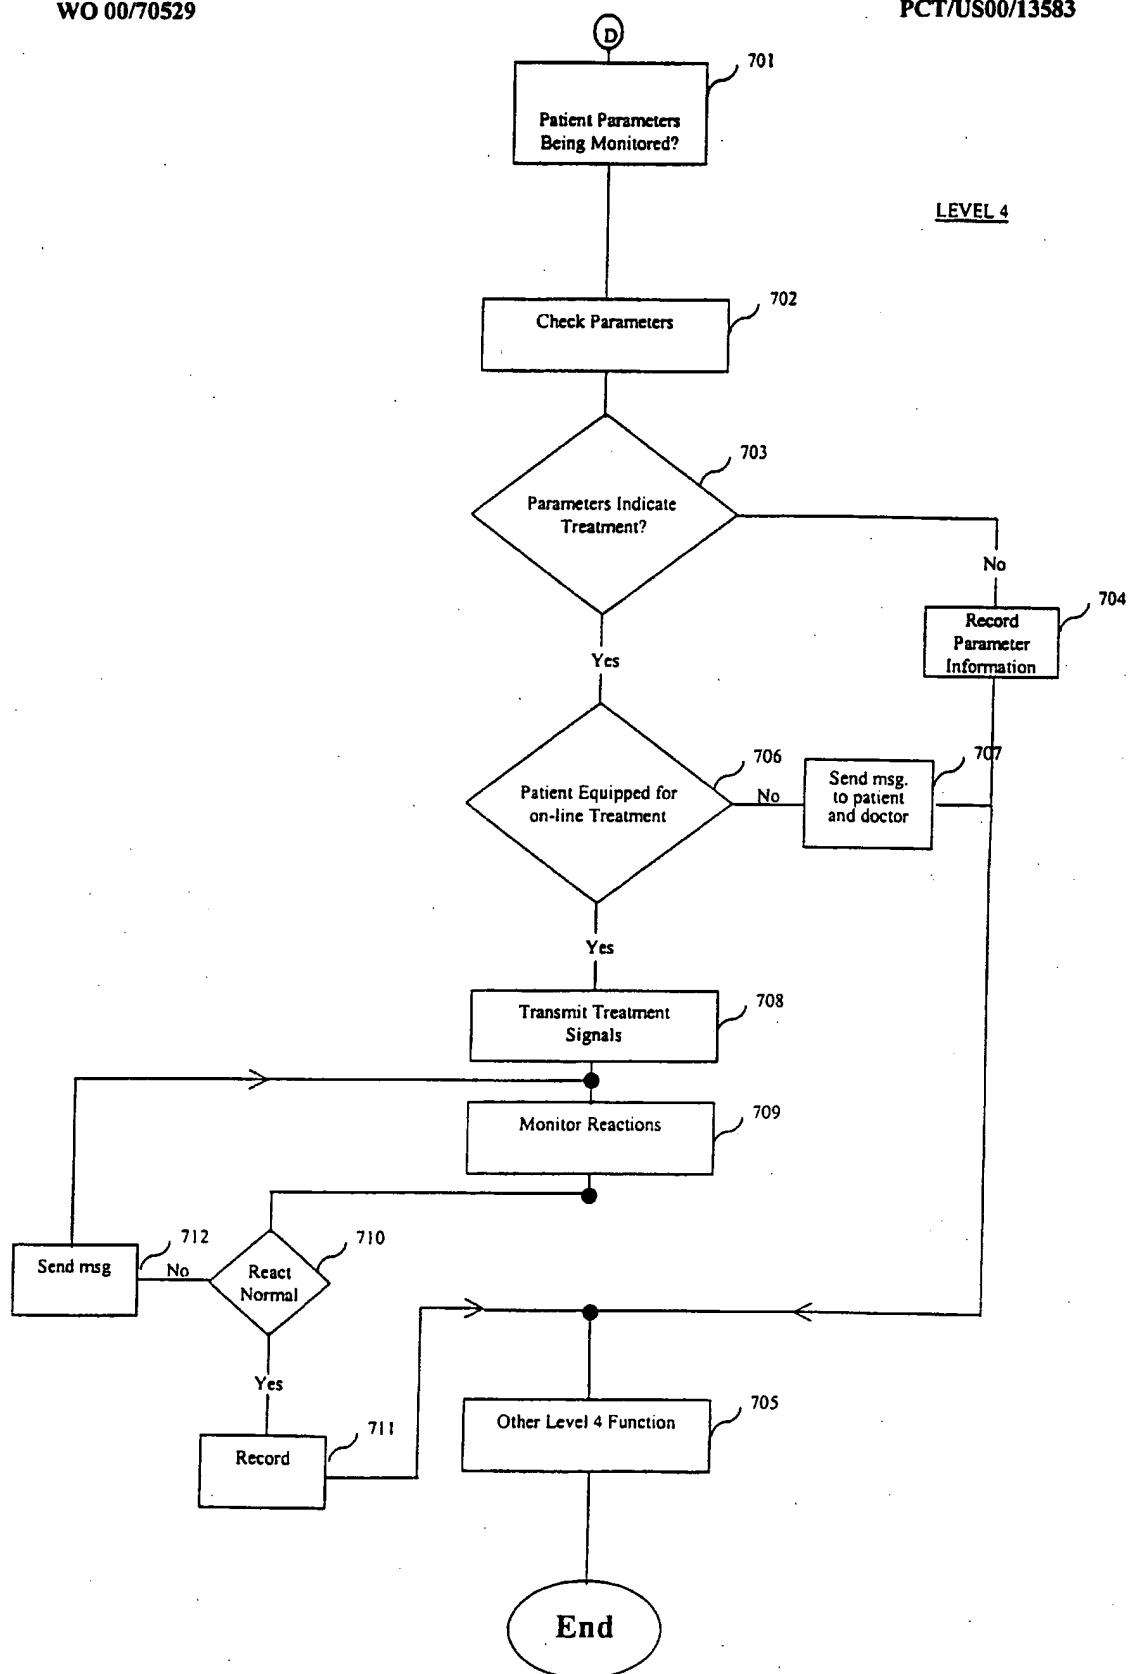 WO 00/70529
PCT/US00/13583
D
701
Patient Parameters
Being Monitored?
LEVEL 4
702
Check Parameters
703
Parameters Indicate
Treatment?
No
704
Record
Parameter
Information
Yes
706
707
Patient Equipped for
on-line Treatment
No
Send msg.
to patient
and doctor
Yes
708
Transmit Treatment
Signals
709
Monitor Reactions
712
710
Send msg
No
React
Normal
Yes
711
Record
705
Other Level 4 Function
End